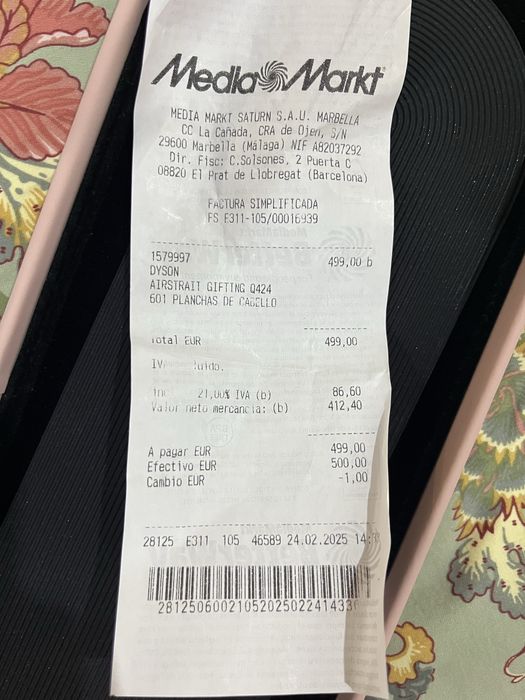 Media Markt
MEDIA MARKT SATURN S.A.U. MARBELLA
CC La Cañada, CRA de Ojen, S/N
29600 Marbella (Málaga) NIF A82037292
Dir. Fisc: C.Solsones, 2 Puerta C
08820 El Prat de Llobregat (Barcelona)
FACTURA SIMPLIFICADA
FS E311-105/00016939
1579997 499,00 b
DYSON
AIRSTRAIT GIFTING Q424
601 PLANCHAS DE CABELLO
Total EUR 499,00
21,00% IVA (b) 86,60
Valor neto mercancia: (b) 412,40
A pagar EUR 499,00
Efectivo EUR 500,00
Cambio EUR -1,00
28125 E311 105 46589 24.02.2025